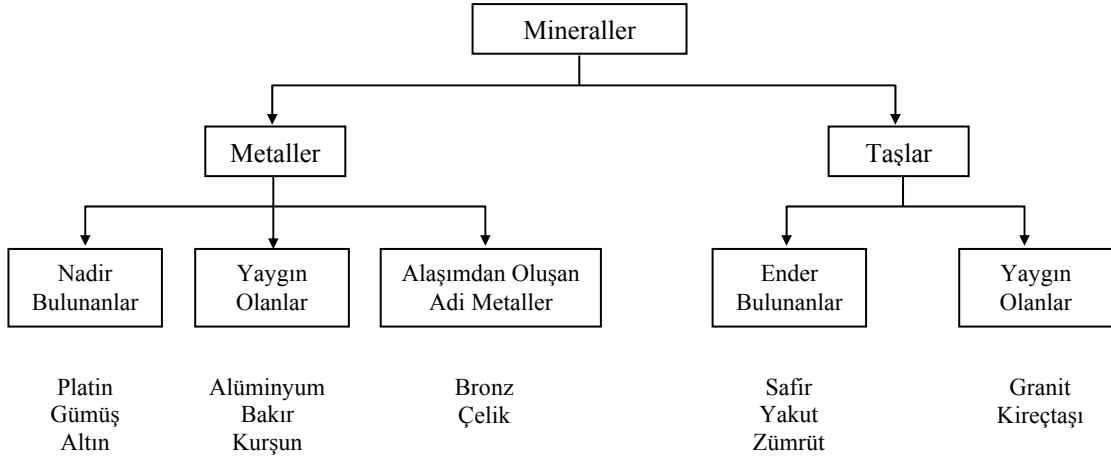 Mineraller
Metaller
Taşlar
Nadir
Bulunanlar
Yaygın
Olanlar
Alaşımdan Oluşan
Adi Metaller
Ender
Bulunanlar
Yaygın
Olanlar
Platin
Gümüş
Altın
Alüminyum
Bakır
Kurşun
Bronz
Çelik
Safir
Yakut
Zümrüt
Granit
Kireçtaşı